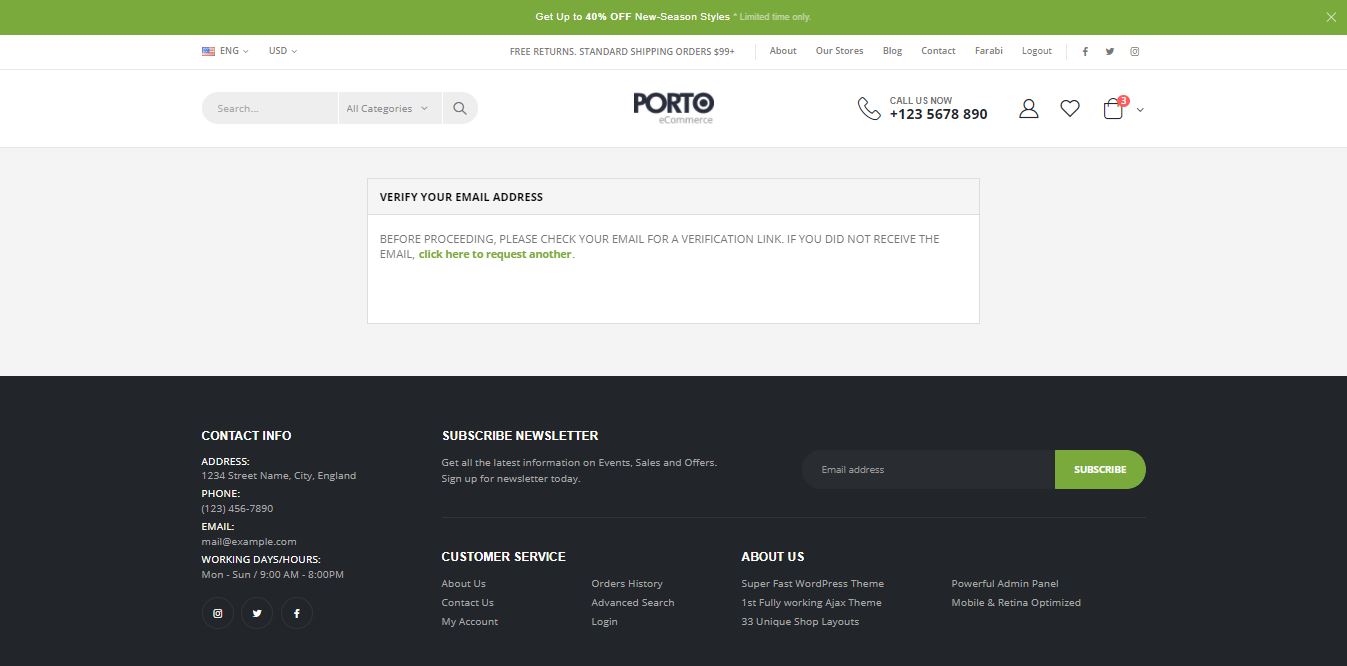 Get Up to 40% OFF New-Season Styles * Limited time only.
ENG USD FREE RETURNS. STANDARD SHIPPING ORDERS $99+ About Our Stores Blog Contact Farabi Logout
Search... All Categories
PORTO
eCommerce
CALL US NOW
+123 5678 890
3
VERIFY YOUR EMAIL ADDRESS
BEFORE PROCEEDING, PLEASE CHECK YOUR EMAIL FOR A VERIFICATION LINK. IF YOU DID NOT RECEIVE THE
EMAIL, click here to request another.
CONTACT INFO
ADDRESS:
1234 Street Name, City, England
PHONE:
(123) 456-7890
EMAIL:
mail@example.com
WORKING DAYS/HOURS:
Mon - Sun / 9:00 AM - 8:00PM
SUBSCRIBE NEWSLETTER
Get all the latest information on Events, Sales and Offers.
Sign up for newsletter today.
Email address SUBSCRIBE
CUSTOMER SERVICE
About Us Orders History
Contact Us Advanced Search
My Account Login
ABOUT US
Super Fast WordPress Theme Powerful Admin Panel
1st Fully working Ajax Theme Mobile & Retina Optimized
33 Unique Shop Layouts